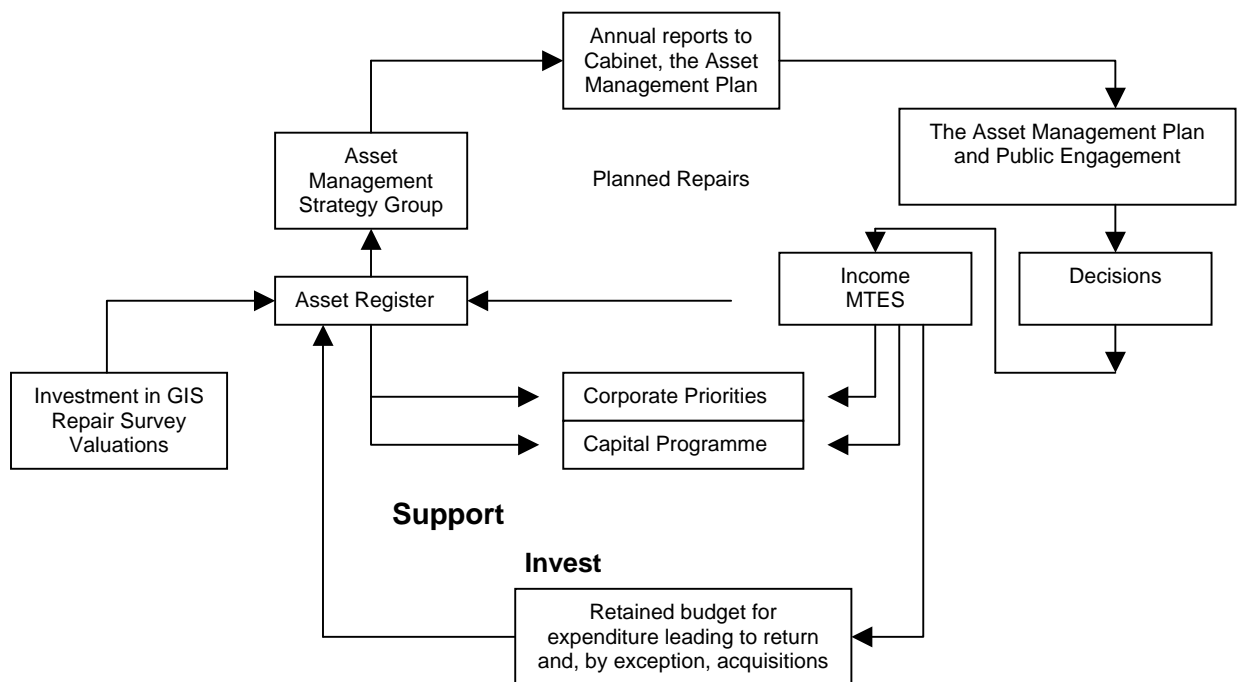 Annual reports to
Cabinet, the Asset
Management Plan
The Asset Management Plan
and Public Engagement
Asset
Management
Strategy Group
Planned Repairs
Income
MTES
Decisions
Asset Register
Investment in GIS
Repair Survey
Valuations
Corporate Priorities
Capital Programme
Support
Invest
Retained budget for
expenditure leading to return
and, by exception, acquisitions